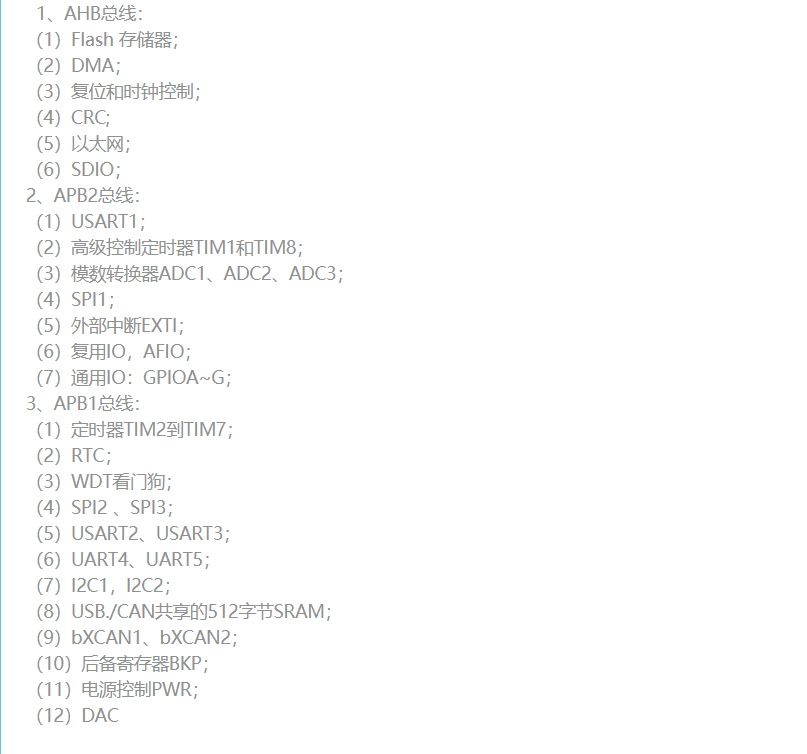 1、AHB总线：
（1）Flash 存储器；
（2）DMA；
（3）复位和时钟控制；
（4）CRC;
（5）以太网；
（6）SDIO；
2、APB2总线：
（1）USART1；
（2）高级控制定时器TIM1和TIM8；
（3）模数转换器ADC1、ADC2、ADC3；
（4）SPI1；
（5）外部中断EXTI；
（6）复用IO，AFIO；
（7）通用IO：GPIOA~G；
3、APB1总线：
（1）定时器TIM2到TIM7；
（2）RTC；
（3）WDT看门狗；
（4）SPI2 、SPI3；
（5）USART2、USART3；
（6）UART4、UART5；
（7）I2C1，I2C2；
（8）USB./CAN共享的512字节SRAM；
（9）bXCAN1、bXCAN2；
（10）后备寄存器BKP；
（11）电源控制PWR；
（12）DAC